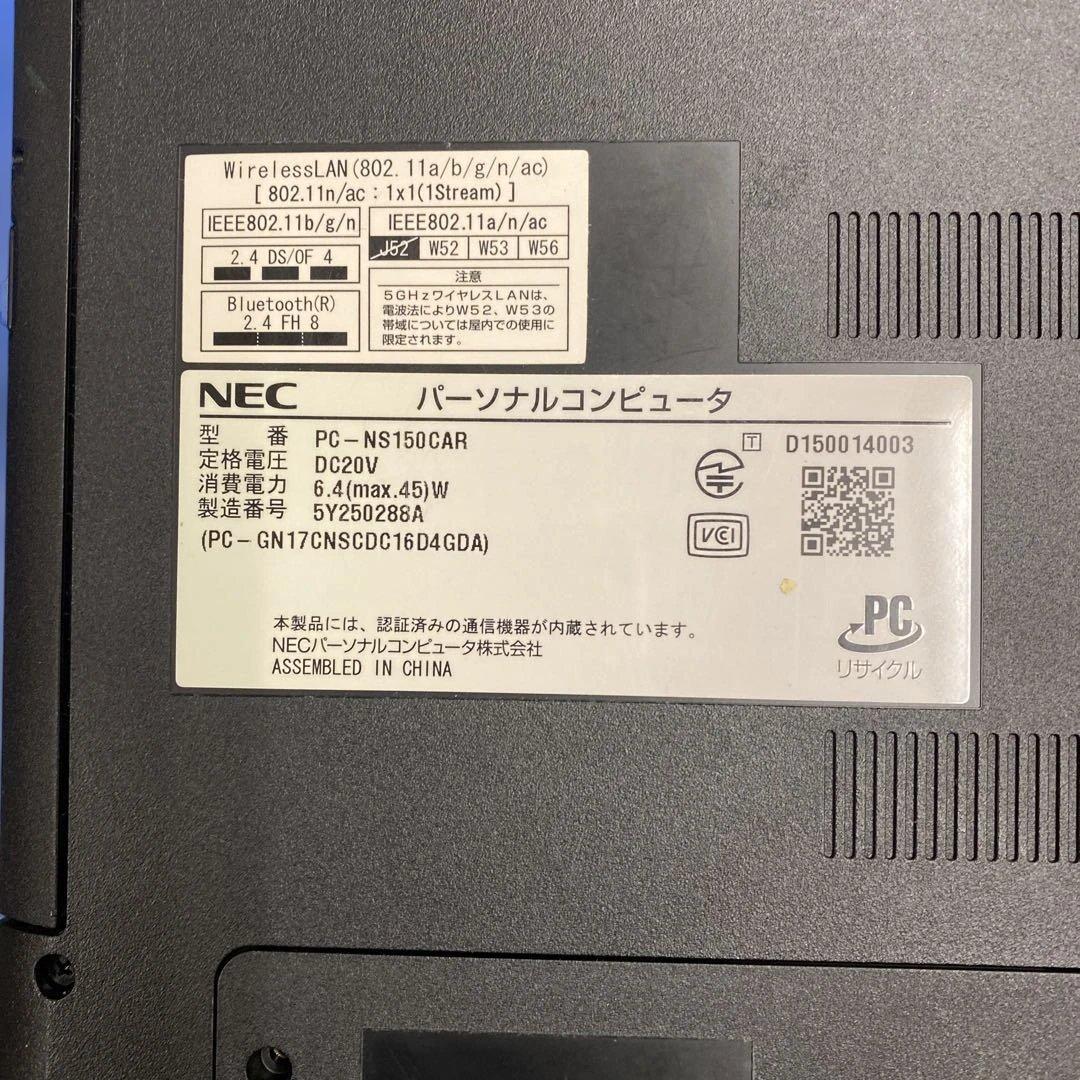 WirelessLAN(802.11a/b/g/n/ac)
[ 802.11n/ac : 1x1(1Stream) ]
IEEE802.11b/g/n
IEEE802.11a/n/ac
J52 W52 W53 W56
2.4 DS/OF 4
Bluetooth(R)
2.4 FH 8
注意
5GHzワイヤレスLANは、
電波法によりW52、W53の
帯域については屋内での使用に
限定されます。
NEC パーソナルコンピュータ
型 番 PC-NS150CAR
定格電圧 DC20V
消費電力 6.4(max.45)W
製造番号 5Y250288A
(PC-GN17CNSCDC16D4GDA)
T D150014003
VCI
本製品には、認証済みの通信機器が内蔵されています。
NECパーソナルコンピュータ株式会社
ASSEMBLED IN CHINA
PC
リサイクル